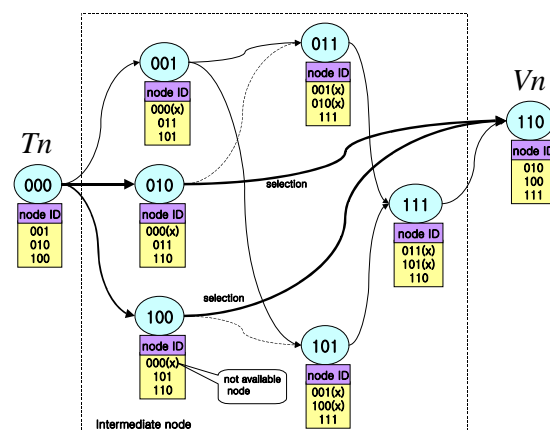 Tn
000
node ID
001
010
100
001
node ID
000(x)
011
101
010
node ID
000(x)
011
110
100
node ID
000(x)
101
110
not available
node
Intermediate node
selection
selection
011
node ID
001(x)
010(x)
111
101
node ID
001(x)
100(x)
111
111
node ID
011(x)
101(x)
110
Vn
110
node ID
010
100
111